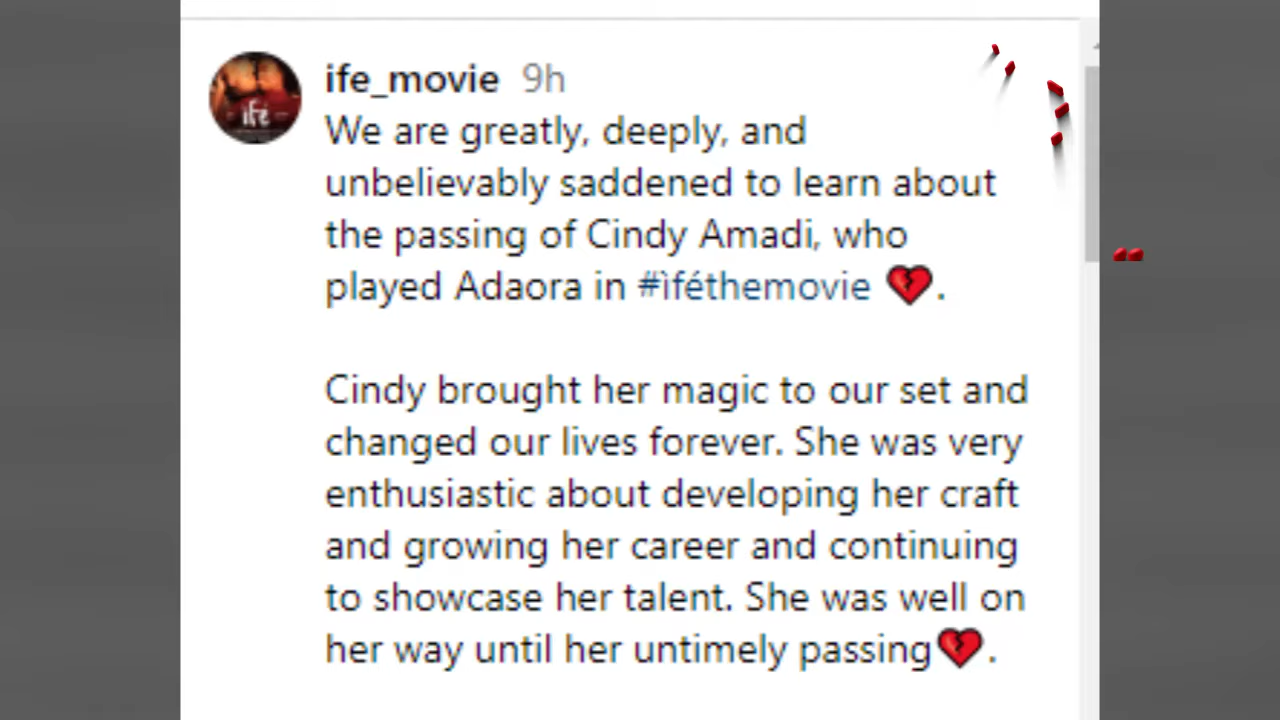 ife_movie 9h
We are greatly, deeply, and
unbelievably saddened to learn about
the passing of Cindy Amadi, who
played Adaora in #ìféthemovie 💔.
Cindy brought her magic to our set and
changed our lives forever. She was very
enthusiastic about developing her craft
and growing her career and continuing
to showcase her talent. She was well on
her way until her untimely passing💔.
ifé